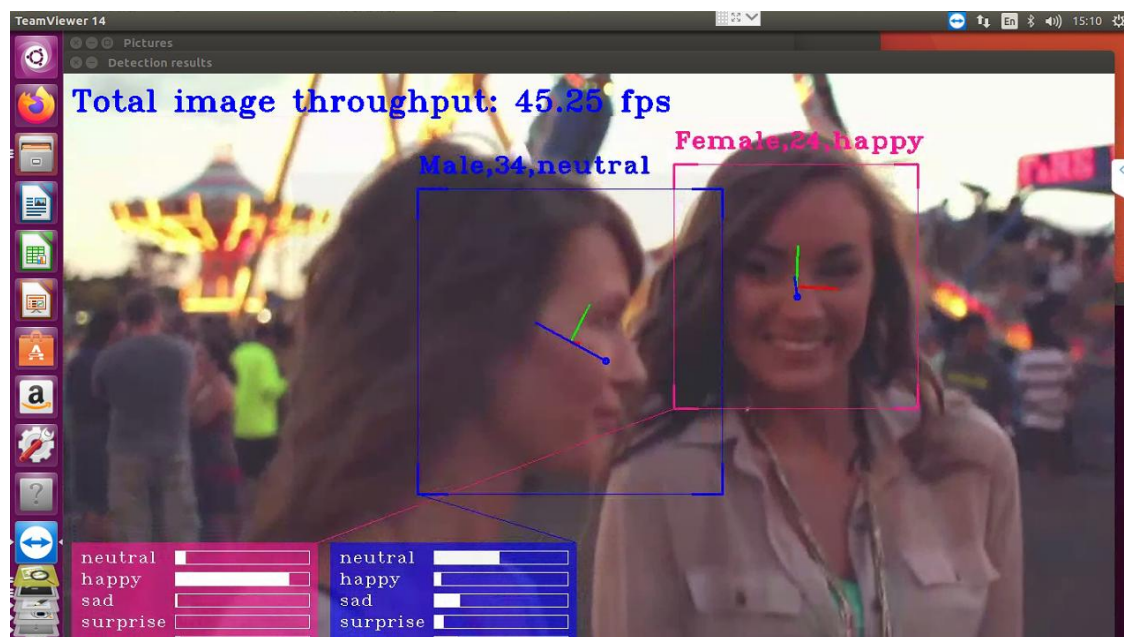 TeamViewer 14
En
15:10
Pictures
Detection results
Total image throughput: 45.25 fps
Female,24,happy
Male,34,neutral
neutral
happy
sad
surprise
neutral
happy
sad
surprise